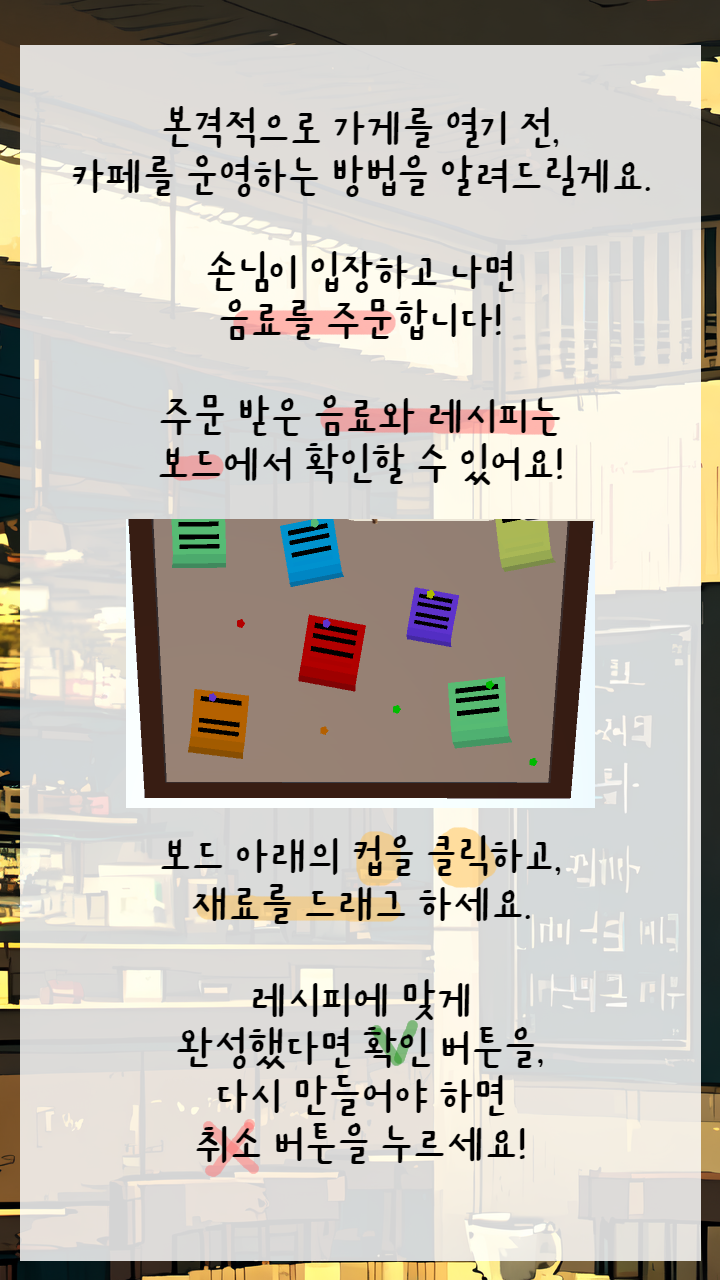 본격적으로 가게를 열기 전,
카페를 운영하는 방법을 알려드릴게요.
손님이 입장하고 나면
음료를 주문합니다!
주문 받은 음료와 레시피는
보드에서 확인할 수 있어요!
보드 아래의 컵을 클릭하고,
재료를 드래그 하세요.
레시피에 맞게
완성했다면 확인 버튼을,
다시 만들어야 하면
취소 버튼을 누르세요!